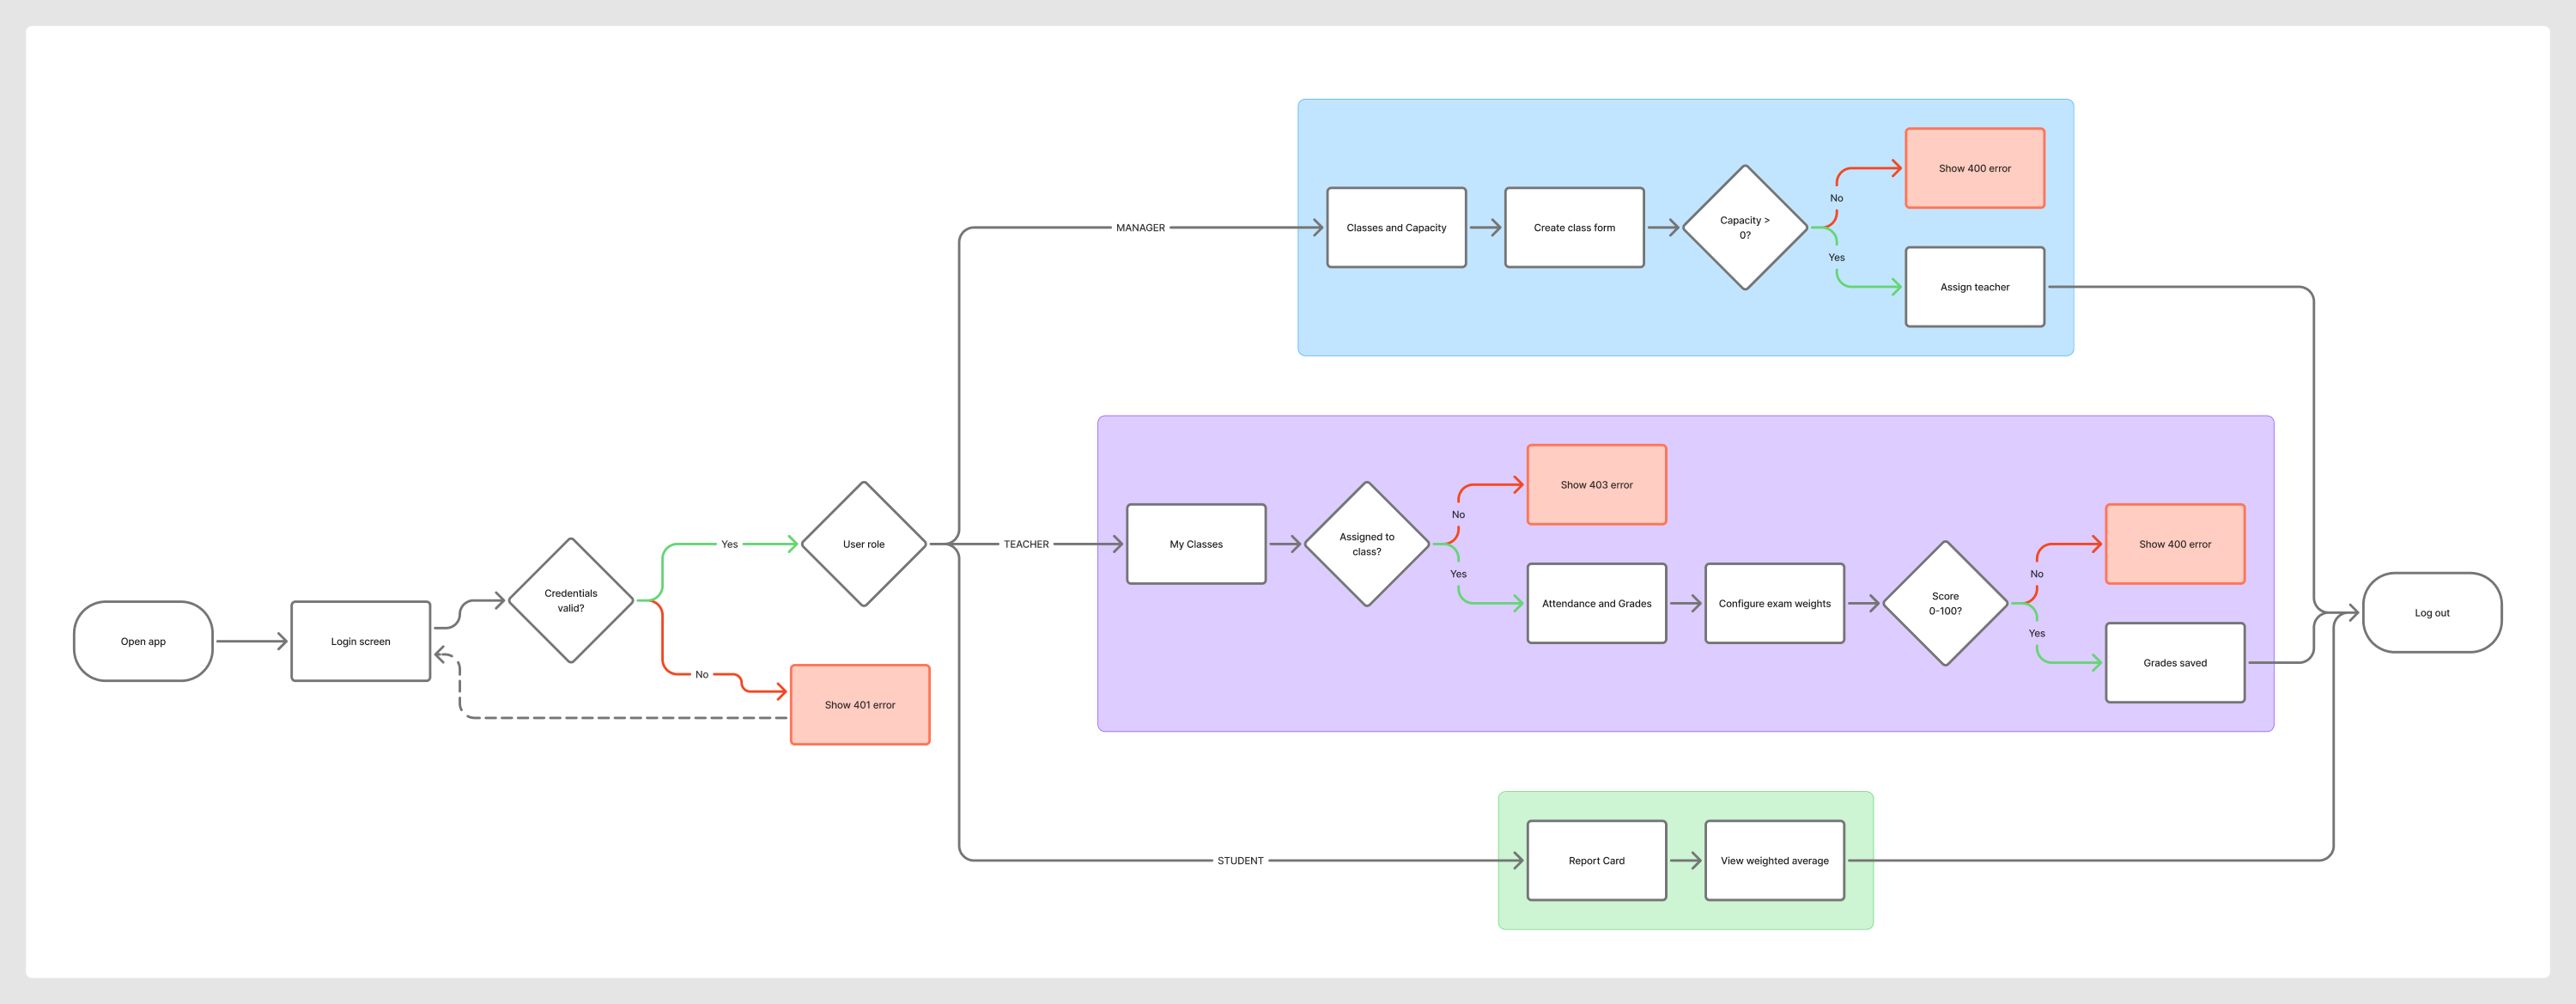 Open app
Login screen
Credentials
valid?
Yes
No
Show 401 error
User role
MANAGER
Classes and Capacity
Create class form
Capacity >
0?
No
Show 400 error
Yes
Assign teacher
TEACHER
My Classes
Assigned to
class?
No
Show 403 error
Yes
Attendance and Grades
Configure exam weights
Score
0-100?
No
Show 400 error
Yes
Grades saved
STUDENT
Report Card
View weighted average
Log out